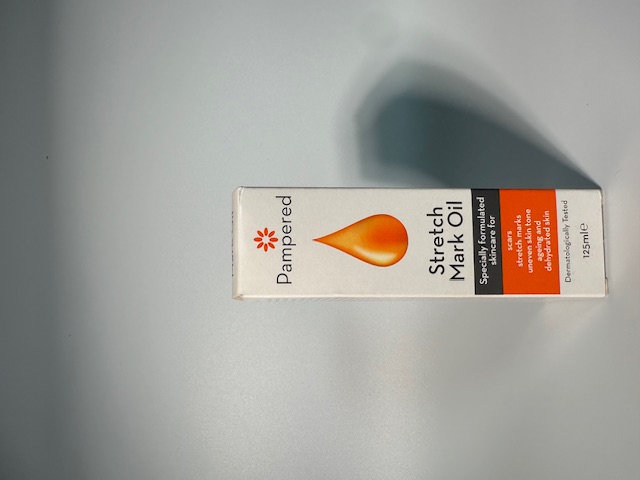 Pampered
Stretch
Mark Oil
Specially formulated
skincare for
scars
stretch marks
uneven skin tone
ageing and
dehydrated skin
Dermatologically Tested
125ml℮